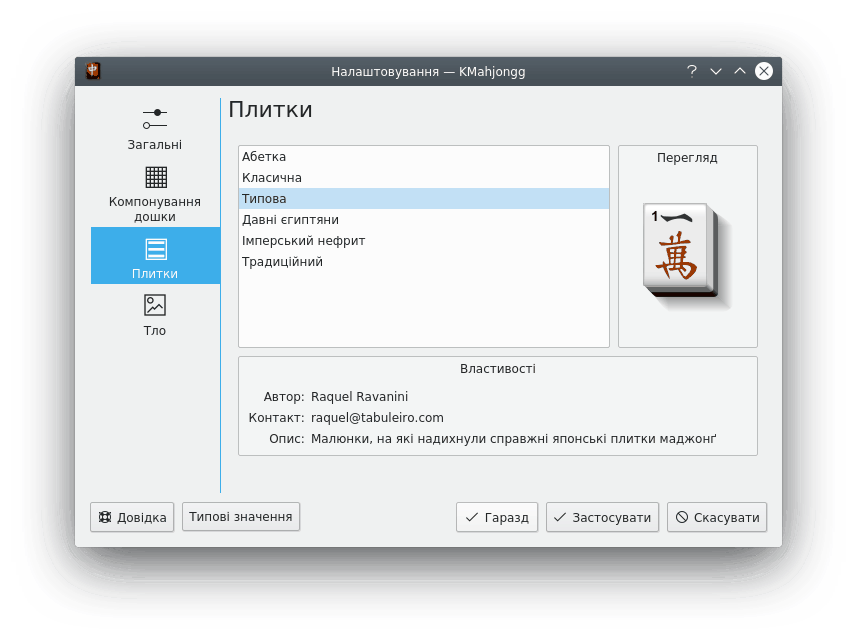 Налаштовування — KMahjongg
Загальні
Компонування
дошки
Плитки
Тло
Плитки
Абетка
Класична
Типова
Давні єгиптяни
Імперський нефрит
Традиційний
Перегляд
1 一
萬
Властивості
Автор: Raquel Ravanini
Контакт: raquel@tabuleiro.com
Опис: Малюнки, на які надихнули справжні японські плитки маджонґ
Довідка
Типові значення
Гаразд
Застосувати
Скасувати